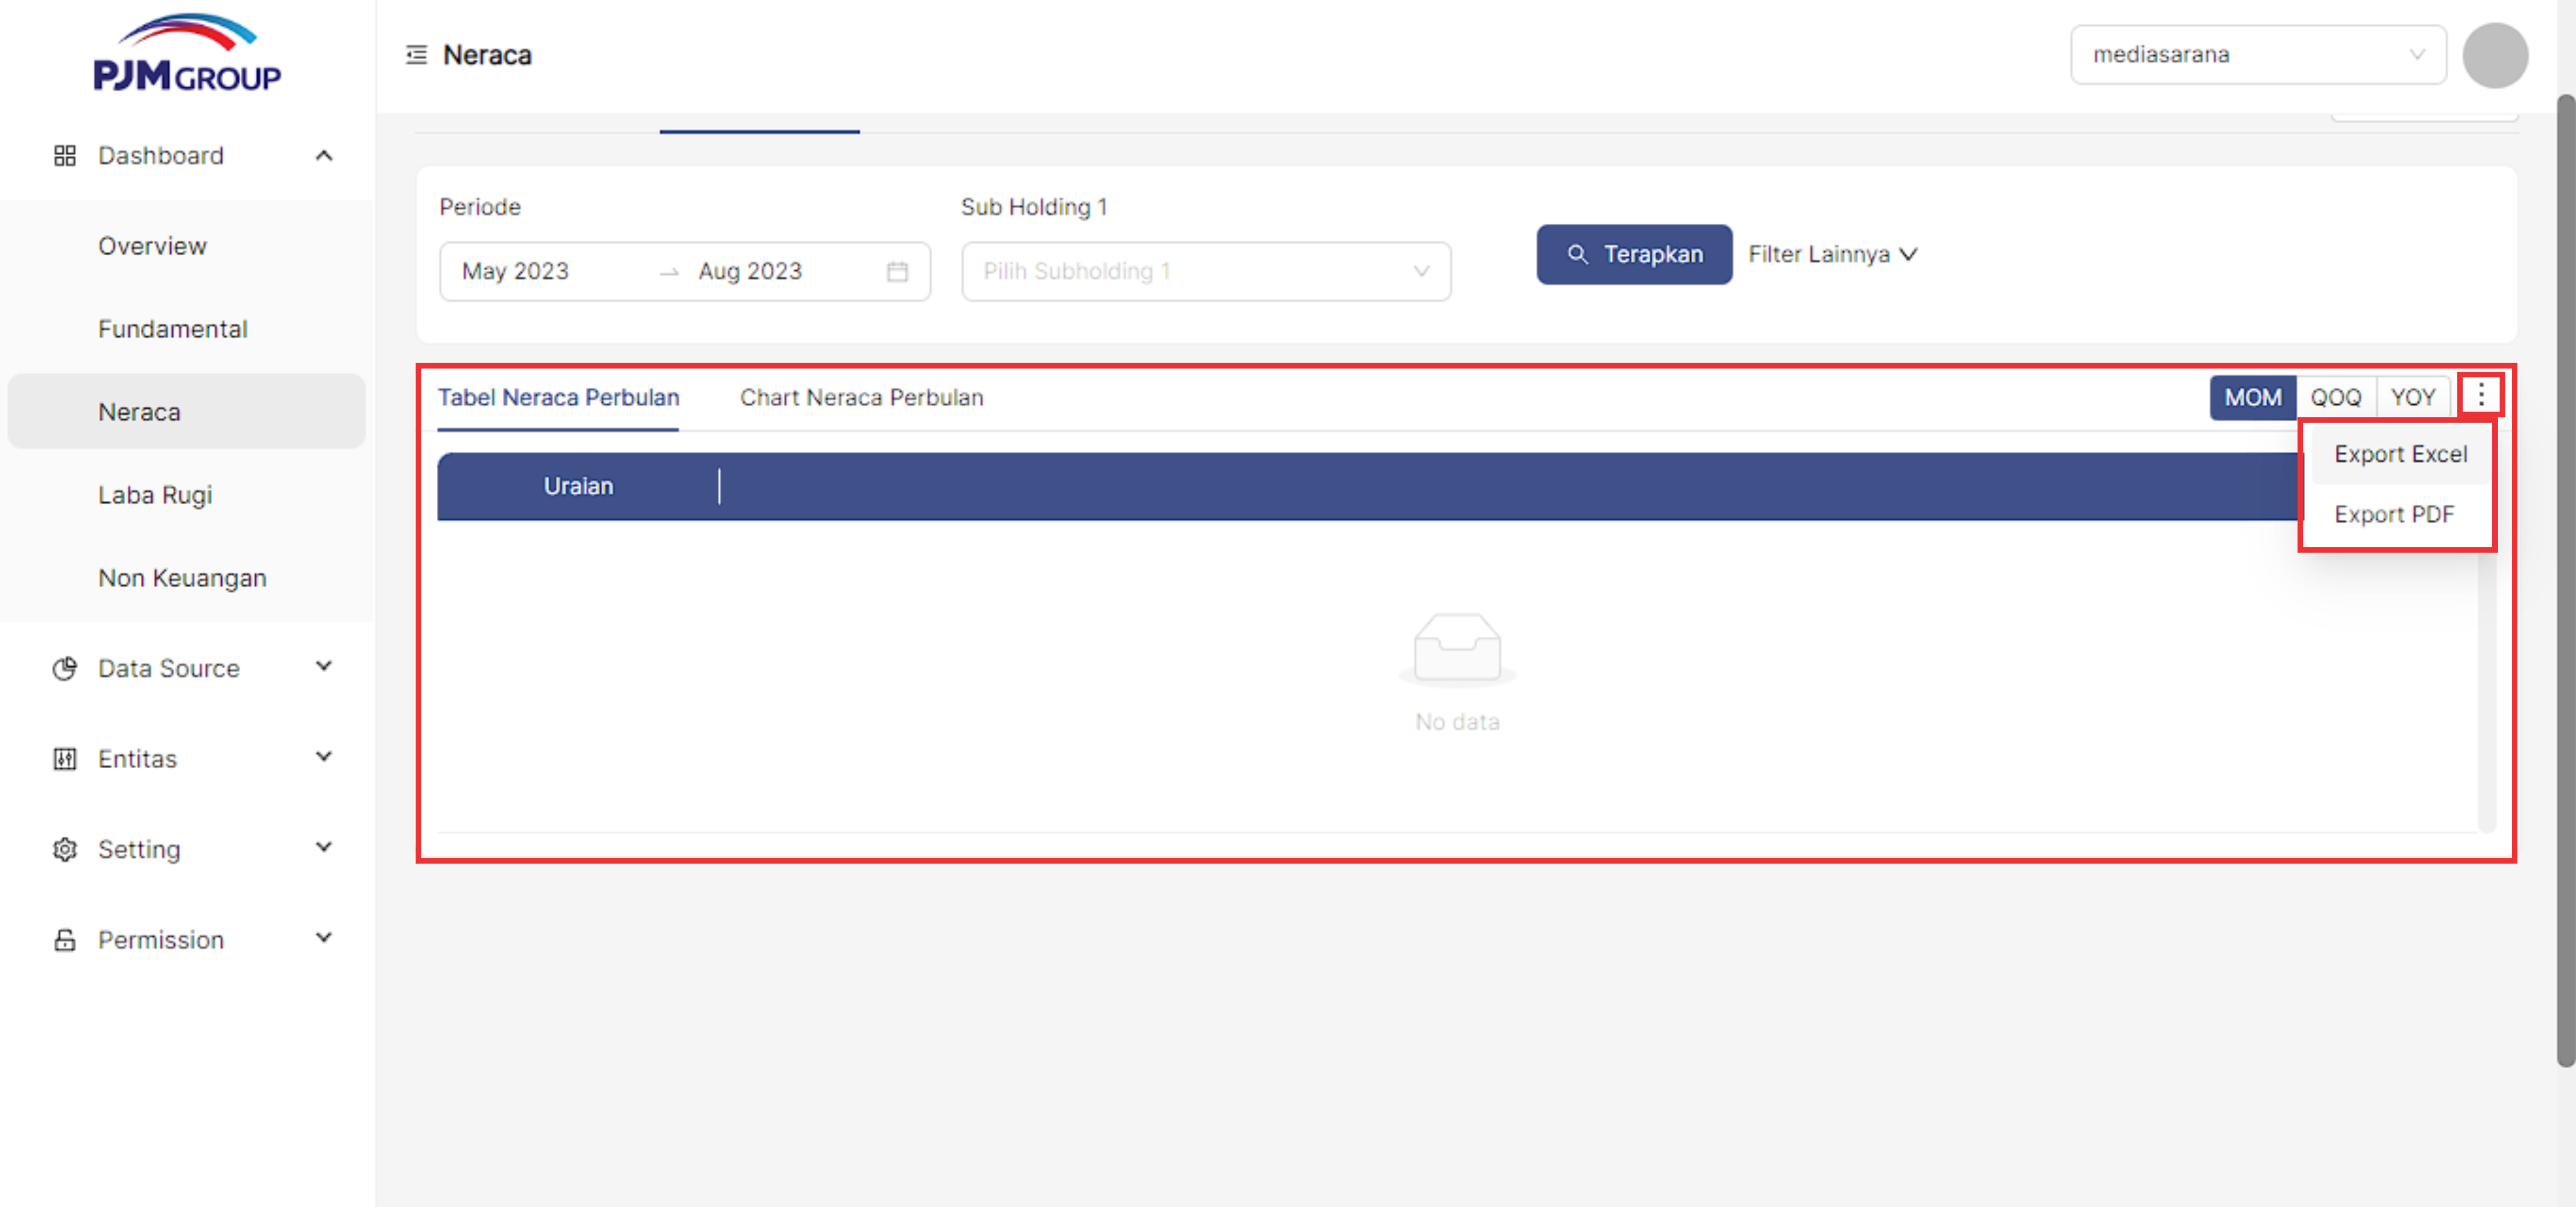 PJM GROUP
Neraca
mediasarana
Dashboard
Overview
Fundamental
Neraca
Laba Rugi
Non Keuangan
Data Source
Entitas
Setting
Permission
Periode
Sub Holding 1
May 2023
Aug 2023
Pilih Subholding 1
Terapkan
Filter Lainnya
Tabel Neraca Perbulan
Chart Neraca Perbulan
MOM
QOQ
YOY
Export Excel
Export PDF
Uraian
No data